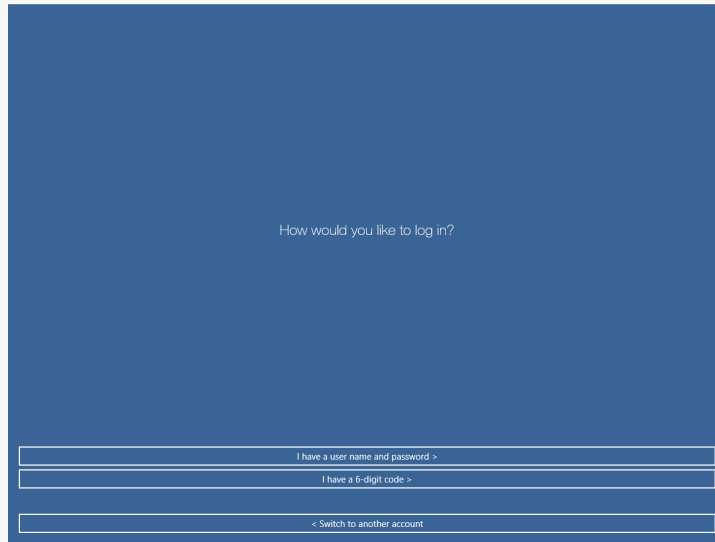 How would you like to log in?
I have a user name and password >
I have a 6-digit code >
< Switch to another account